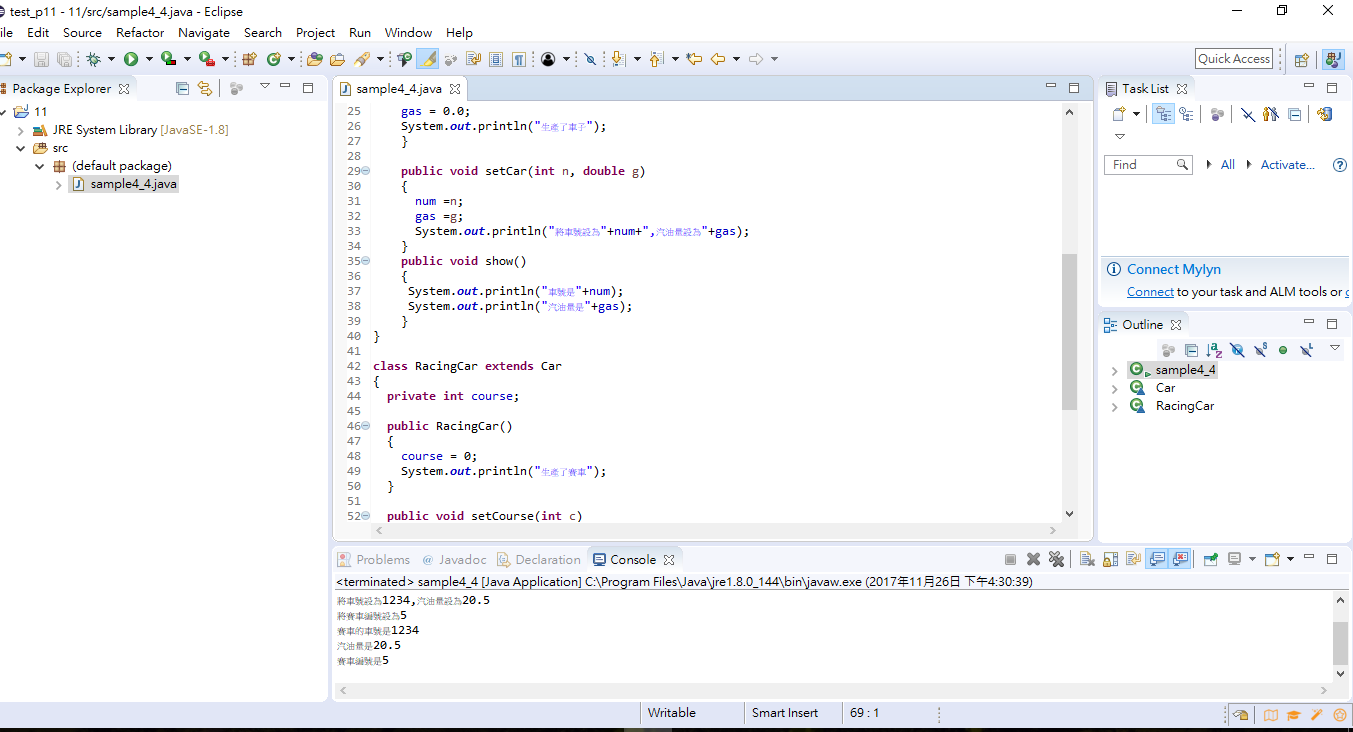 test_p11 - 11/src/sample4_4.java - Eclipse
ile Edit Source Refactor Navigate Search Project Run Window Help
Quick Access
Package Explorer
11
JRE System Library [JavaSE-1.8]
src
(default package)
sample4_4.java
sample4_4.java
25 gas = 0.0;
26 System.out.println("生產了車子");
27 }
28
29 public void setCar(int n, double g)
30 {
31 num =n;
32 gas =g;
33 System.out.println("將車號設為"+num+",汽油量設為"+gas);
34 }
35 public void show()
36 {
37 System.out.println("車號是"+num);
38 System.out.println("汽油量是"+gas);
39 }
40 }
41
42 class RacingCar extends Car
43 {
44 private int course;
45
46 public RacingCar()
47 {
48 course = 0;
49 System.out.println("生產了賽車");
50 }
51
52 public void setCourse(int c)
Task List
Find All Activate...
Connect Mylyn
Connect to your task and ALM tools or c
Outline
sample4_4
Car
RacingCar
Problems @ Javadoc Declaration Console
<terminated> sample4_4 [Java Application] C:\Program Files\Java\jre1.8.0_144\bin\javaw.exe (2017年11月26日 下午4:30:39)
將車號設為1234,汽油量設為20.5
將賽車編號設為5
賽車的車號是1234
汽油量是20.5
賽車編號是5
Writable Smart Insert 69 : 1